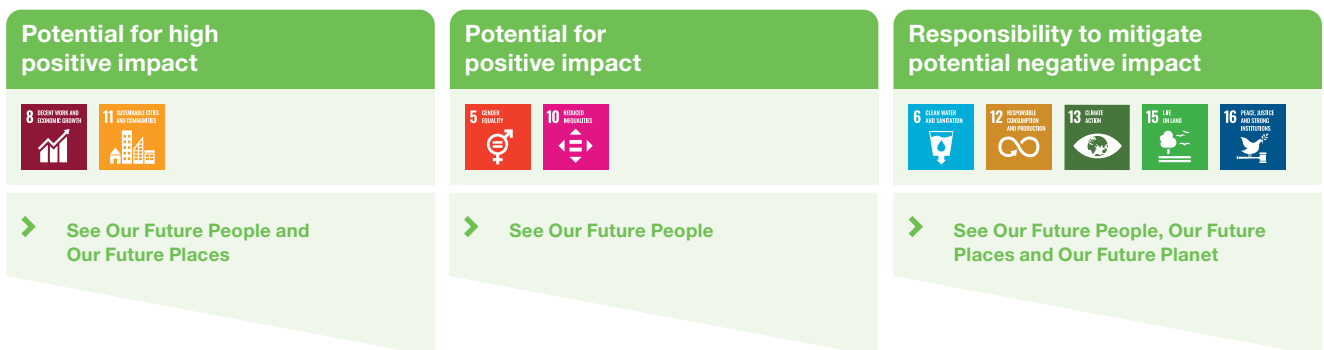 Potential for high
positive impact
8 DECENT WORK AND
ECONOMIC GROWTH
11 SUSTAINABLE CITIES
AND COMMUNITIES
See Our Future People and
Our Future Places
Potential for
positive impact
5 GENDER
EQUALITY
10 REDUCED
INEQUALITIES
See Our Future People
Responsibility to mitigate
potential negative impact
6 CLEAN WATER
AND SANITATION
12 RESPONSIBLE
CONSUMPTION
AND PRODUCTION
13 CLIMATE
ACTION
15 LIFE
ON LAND
16 PEACE, JUSTICE
AND STRONG
INSTITUTIONS
See Our Future People, Our Future
Places and Our Future Planet